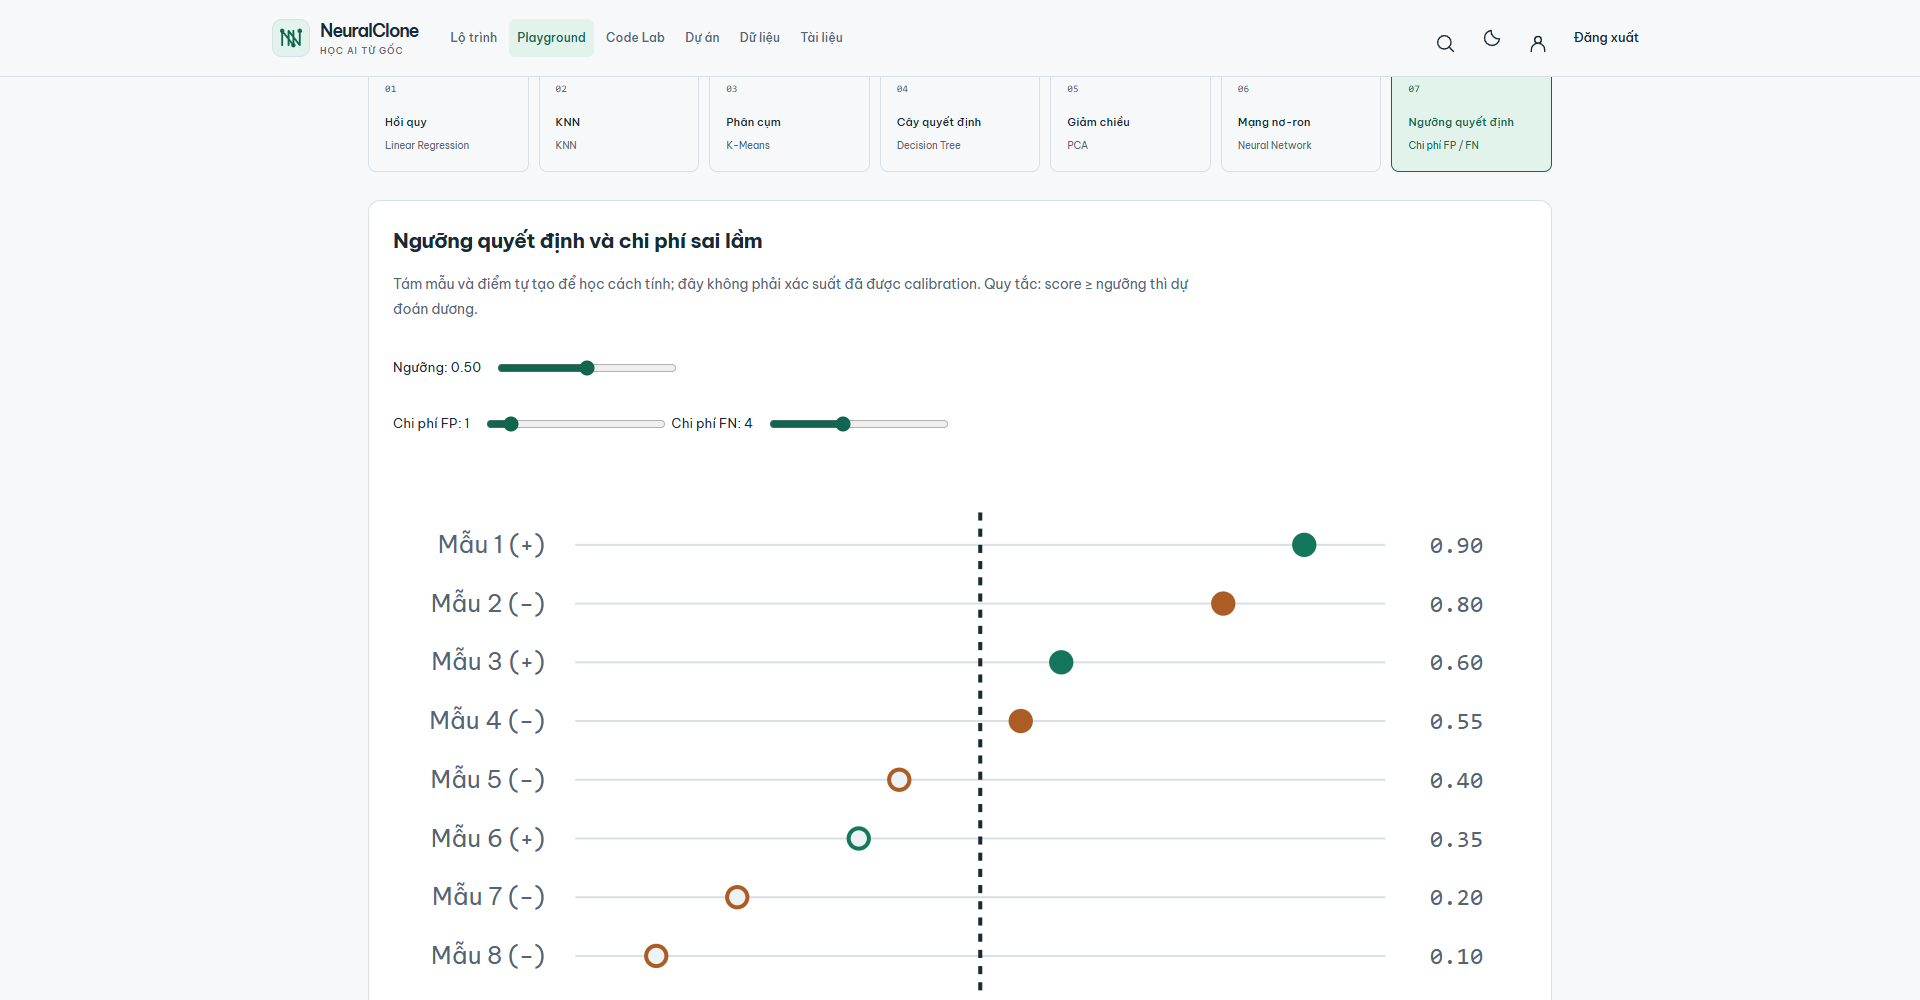 NeuralClone
HỌC AI TỪ GỐC
Lộ trình
Playground
Code Lab
Dự án
Dữ liệu
Tài liệu
Đăng xuất
01
Hồi quy
Linear Regression
02
KNN
KNN
03
Phân cụm
K-Means
04
Cây quyết định
Decision Tree
05
Giảm chiều
PCA
06
Mạng nơ-ron
Neural Network
07
Ngưỡng quyết định
Chi phí FP / FN
Ngưỡng quyết định và chi phí sai lầm
Tám mẫu và điểm tự tạo để học cách tính; đây không phải xác suất đã được calibration. Quy tắc: score ≥ ngưỡng thì dự
đoán dương.
Ngưỡng: 0.50
Chi phí FP: 1
Chi phí FN: 4
Mẫu 1 (+) 0.90
Mẫu 2 (−) 0.80
Mẫu 3 (+) 0.60
Mẫu 4 (−) 0.55
Mẫu 5 (−) 0.40
Mẫu 6 (+) 0.35
Mẫu 7 (−) 0.20
Mẫu 8 (−) 0.10